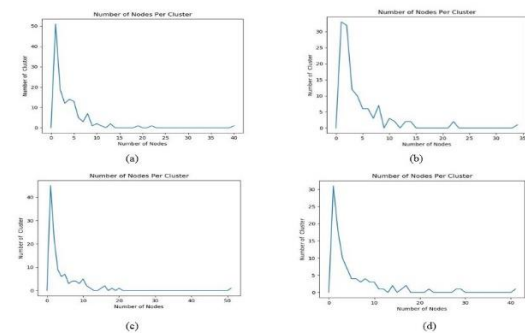 Number of Nodes Per Cluster
Number of Cluster
50
40
30
20
10
0
0 5 10 15 20 25 30 35 40
Number of Nodes
(a)
Number of Nodes Per Cluster
Number of Cluster
30
25
20
15
10
5
0
0 5 10 15 20 25 30 35
Number of Nodes
(b)
Number of Nodes Per Cluster
Number of Cluster
40
30
20
10
0
0 10 20 30 40 50
Number of Nodes
(c)
Number of Nodes Per Cluster
Number of Cluster
30
25
20
15
10
5
0
0 10 20 30 40
Number of Nodes
(d)